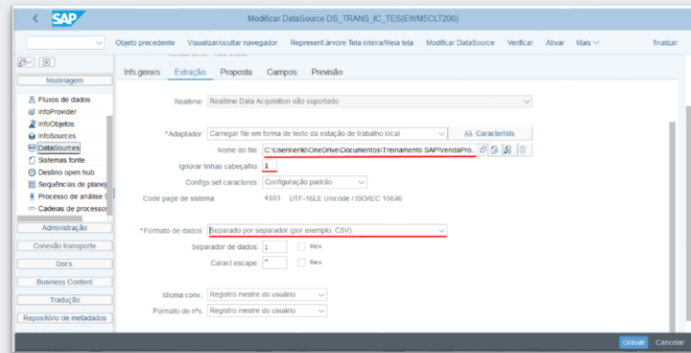 SAP
Modificar DataSource DS_TRANS_IC_TES(EWM5CLT200)
Objeto precedente Visualizar/ocultar navegador Represent.árvore Tela inteira/Meia tela Modificar DataSource Verificar Ativar Mais finalizar
Modelagem
Fluxos de dados
InfoProvider
InfoObjetos
InfoSources
DataSources
Sistemas fonte
Destino open hub
Sequências de planej
Processo de análise
Cadeias de processor
Administração
Conexão transporte
Docs
Business Content
Tradução
Repositório de metadados
Infs.gerais Extração Proposta Campos Previsão
Realtime: Realtime Data Acquisition não suportado
*Adaptador: Carregar file em forma de texto da estação de trabalho local Característs.
Nome do file:
Ignorar linhas cabeçalho: 1
Configs set caracteres: Configuração padrão
Code page de sistema 4103 UTF-16LE Unicode / ISO/IEC 10646
*Formato de dados: Separado por separador (por exemplo, CSV)
Separador de dados: ; Hex
Caract.escape: " Hex
Idioma conv.: Registro mestre do usuário
Formato de nºs: Registro mestre do usuário
Gravar Cancelar